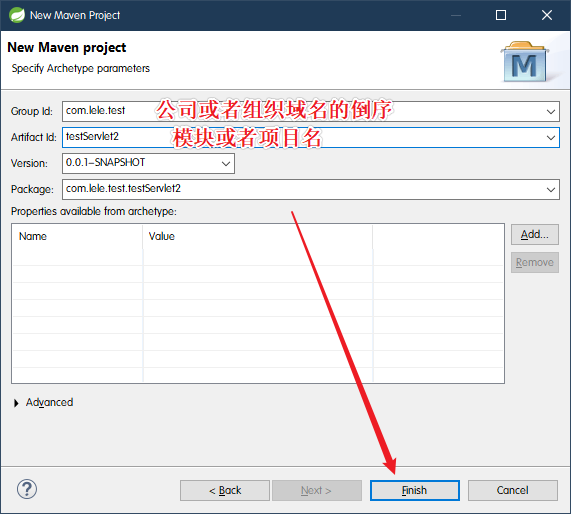 New Maven project
New Maven project
Specify Archetype parameters
M
Group Id: com.lele.test 公司或者组织域名的倒序
Artifact Id: testServlet2 模块或者项目名
Version: 0.0.1-SNAPSHOT
Package: com.lele.test.testServlet2
Properties available from archetype:
Name Value
Add...
Remove
Advanced
? < Back Next > Finish Cancel